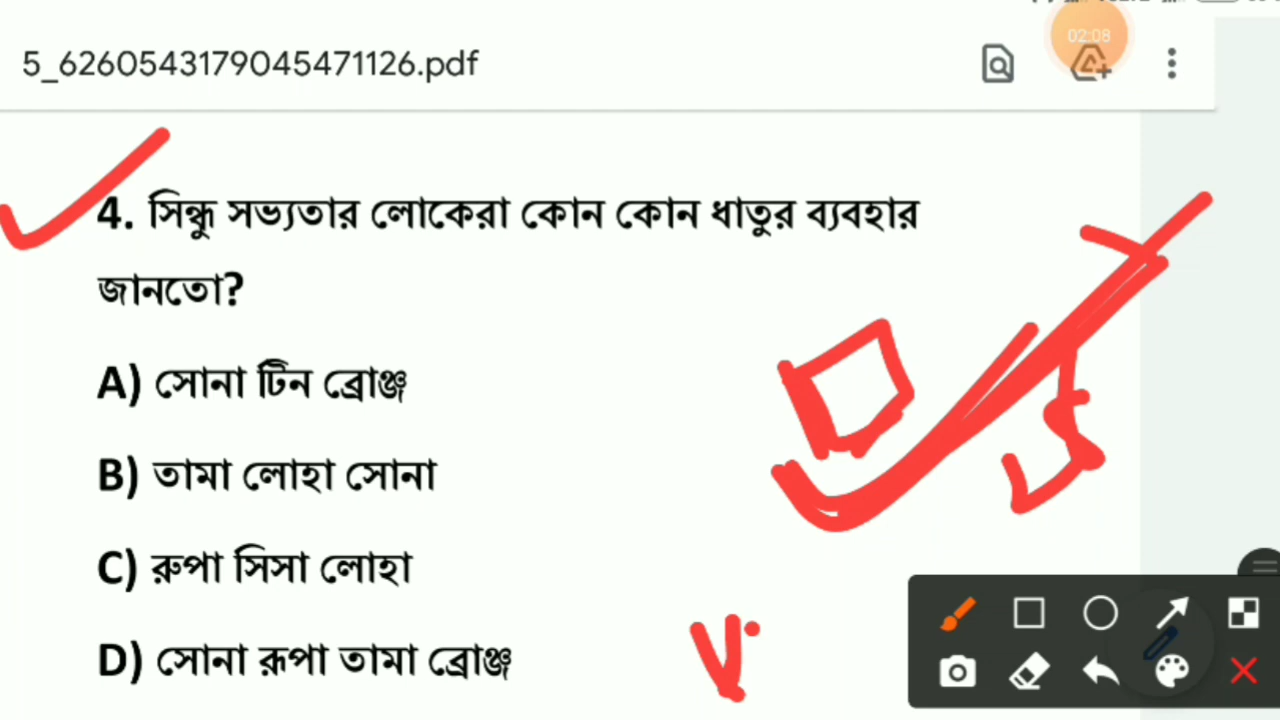 02:08
5_6260543179045471126.pdf
4. সিন্ধু সভ্যতার লোকেরা কোন কোন ধাতুর ব্যবহার
জানতো?
A) সোনা টিন ব্রোঞ্জ
B) তামা লোহা সোনা
C) রুপা সিসা লোহা
D) সোনা রূপা তামা ব্রোঞ্জ